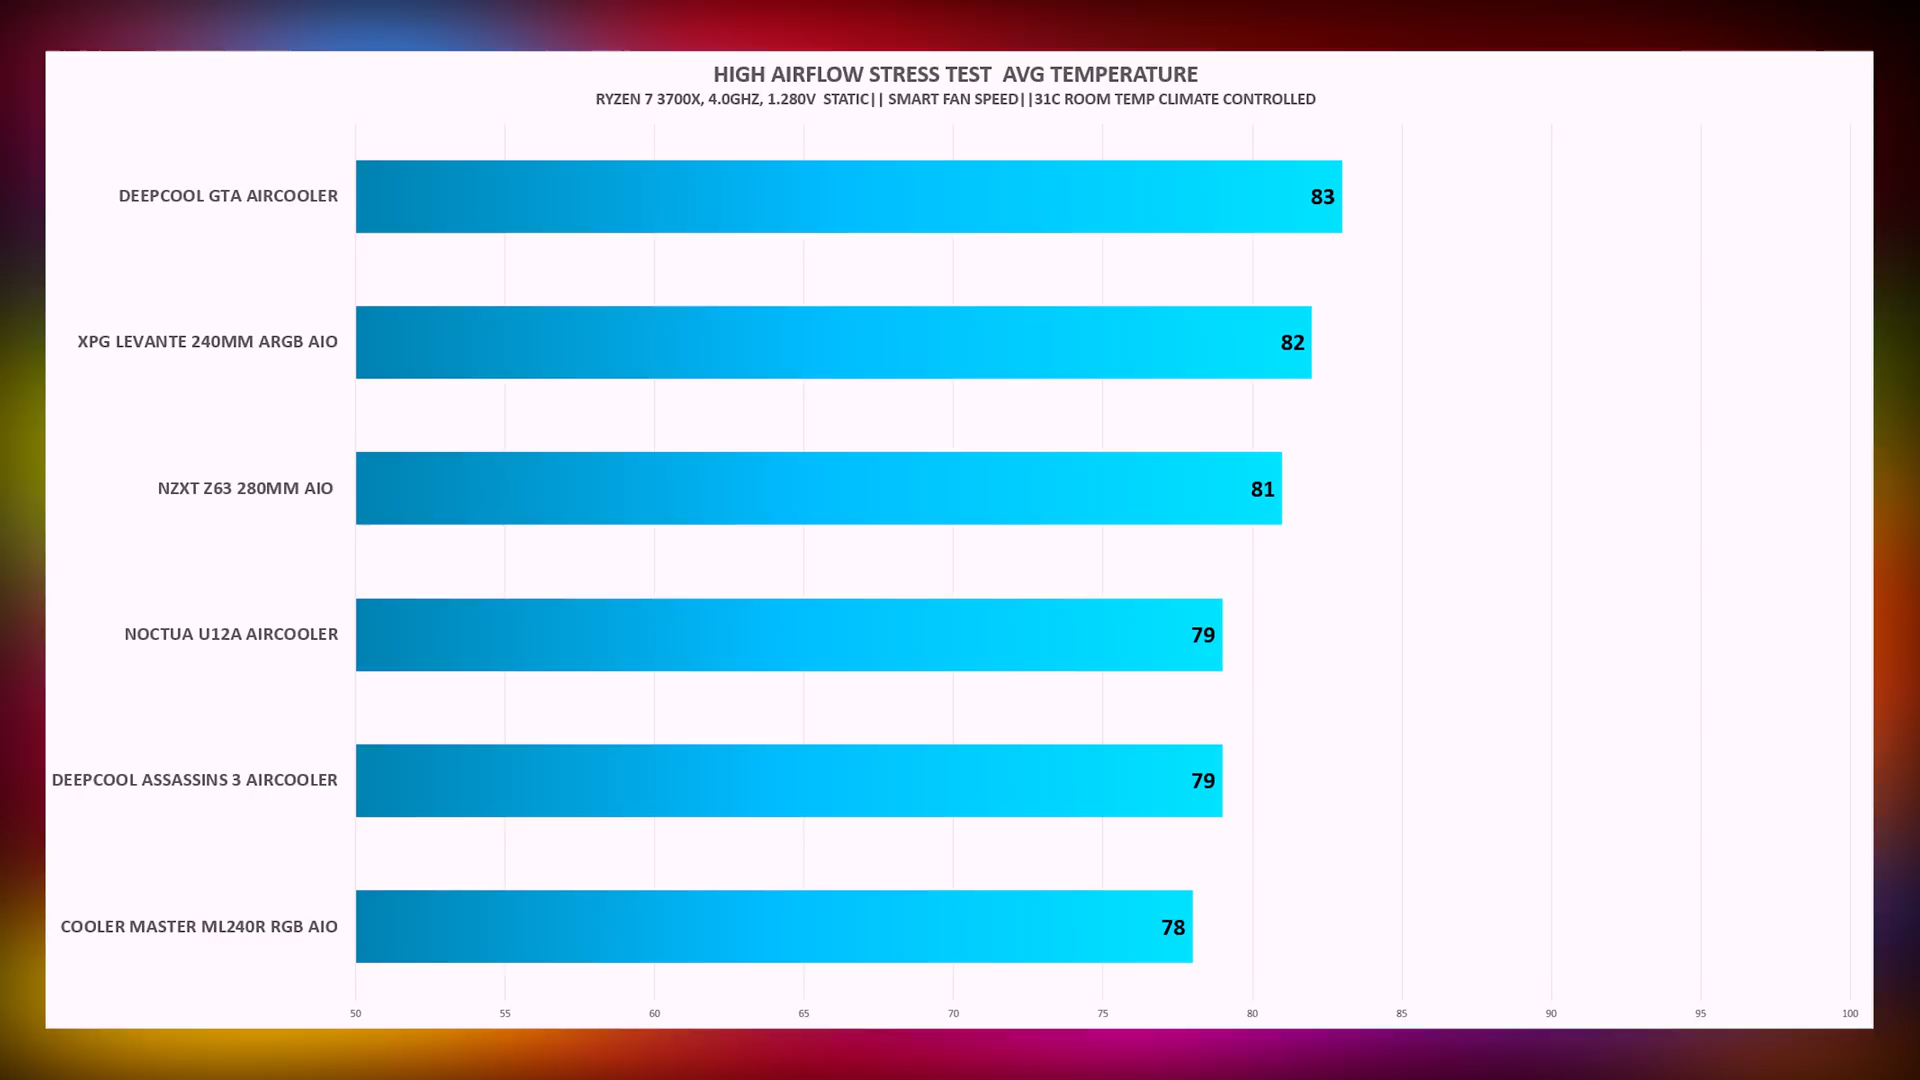 HIGH AIRFLOW STRESS TEST  AVG TEMPERATURE
RYZEN 7 3700X, 4.0GHZ, 1.280V  STATIC|| SMART FAN SPEED||31C ROOM TEMP CLIMATE CONTROLLED
DEEPCOOL GTA AIRCOOLER 83
XPG LEVANTE 240MM ARGB AIO 82
NZXT Z63 280MM AIO 81
NOCTUA U12A AIRCOOLER 79
DEEPCOOL ASSASSINS 3 AIRCOOLER 79
COOLER MASTER ML240R RGB AIO 78
50 55 60 65 70 75 80 85 90 95 100